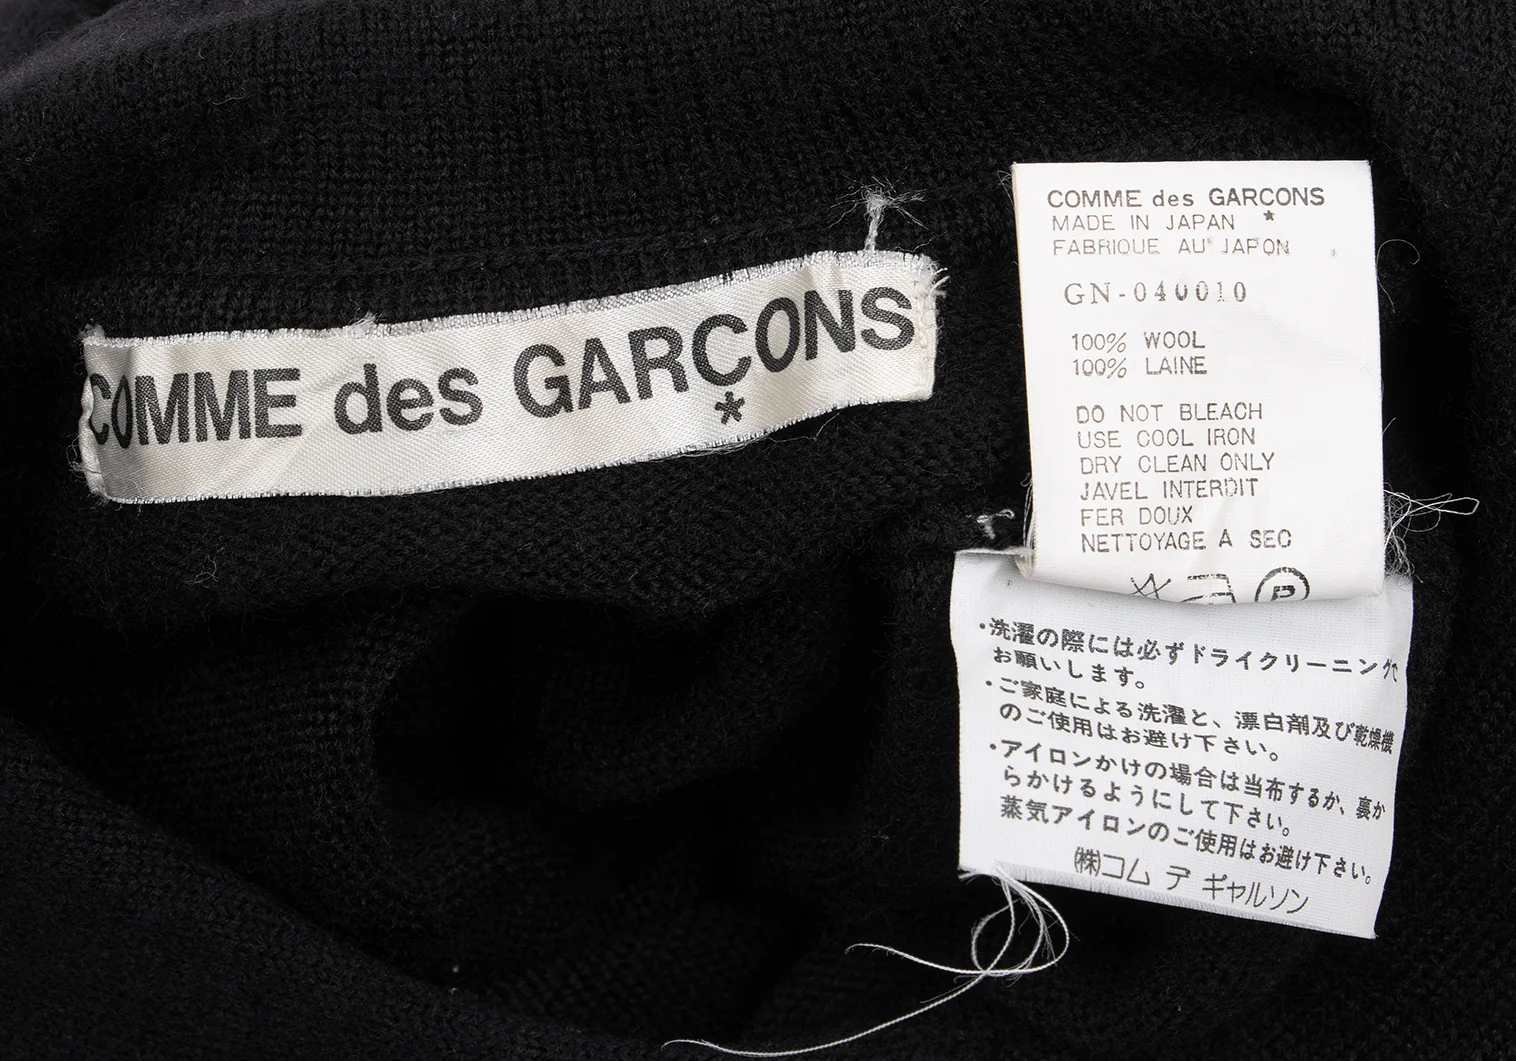 COMME des GARÇONS
COMME des GARCONS
MADE IN JAPAN *
FABRIQUE AU JAPON
GN-040010
100% WOOL
100% LAINE
DO NOT BLEACH
USE COOL IRON
DRY CLEAN ONLY
JAVEL INTERDIT
FER DOUX
NETTOYAGE A SEC
P
・洗濯の際には必ずドライクリーニングで
お願いします。
・ご家庭による洗濯と、漂白剤及び乾燥機
のご使用はお避け下さい。
・アイロンかけの場合は当布するか、裏か
らかけるようにして下さい。
蒸気アイロンのご使用はお避け下さい。
㈱コム デ ギャルソン